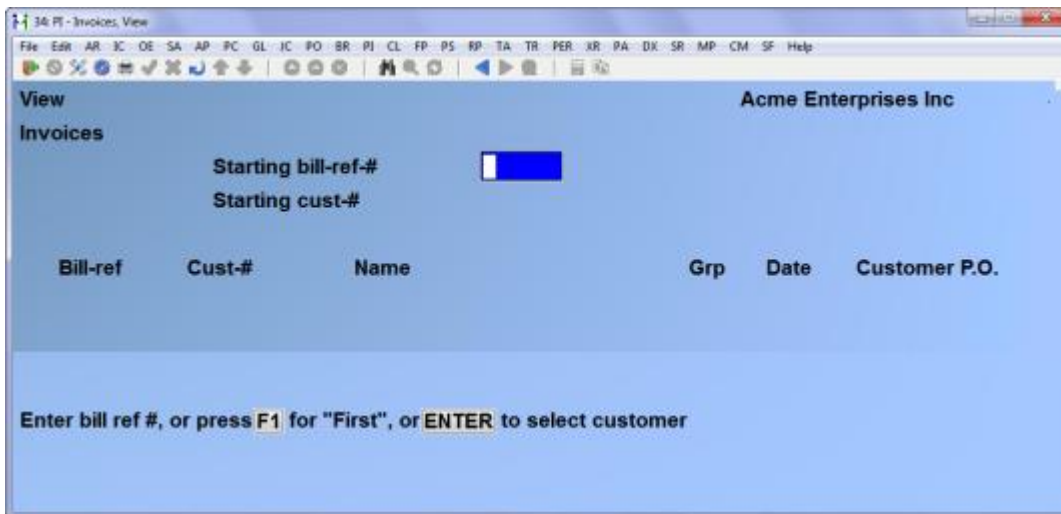 34: PI - Invoices, View
File Edit AR IC OE SA AP PC GL JC PO BR PJ CL FP PS RP TA TR PER XR PA DX SR MP CM SF Help
View Acme Enterprises Inc
Invoices
Starting bill-ref-#
Starting cust-#
Bill-ref Cust-# Name Grp Date Customer P.O.
Enter bill ref #, or press F1 for "First", or ENTER to select customer